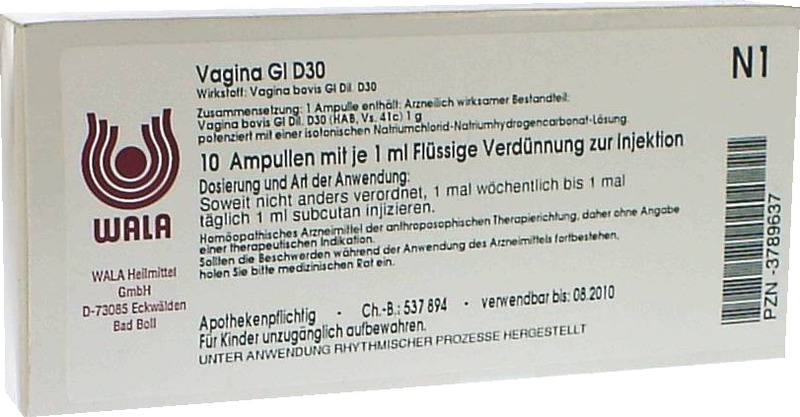 Vagina Gl D30
Wirkstoff: Vagina bovis Gl Dil. D30
Zusammensetzung: 1 Ampulle enthält: Arzneilich wirksamer Bestandteil:
Vagina bovis Gl Dil. D30 (HAB, Vs. 41c) 1 g
potenziert mit einer isotonischen Natriumchlorid-Natriumhydrogencarbonat-Lösung.
10 Ampullen mit je 1 ml Flüssige Verdünnung zur Injektion
Dosierung und Art der Anwendung:
Soweit nicht anders verordnet, 1 mal wöchentlich bis 1 mal
täglich 1 ml subcutan injizieren.
Homöopathisches Arzneimittel der anthroposophischen Therapierichtung, daher ohne Angabe
einer therapeutischen Indikation.
Sollten die Beschwerden während der Anwendung des Arzneimittels fortbestehen,
holen Sie bitte medizinischen Rat ein.
Apothekenpflichtig - Ch.-B.: 537 894 - verwendbar bis: 08.2010
Für Kinder unzugänglich aufbewahren.
UNTER ANWENDUNG RHYTHMISCHER PROZESSE HERGESTELLT
WALA
WALA Heilmittel
GmbH
D-73085 Eckwälden
Bad Boll
N1
PZN -3789637